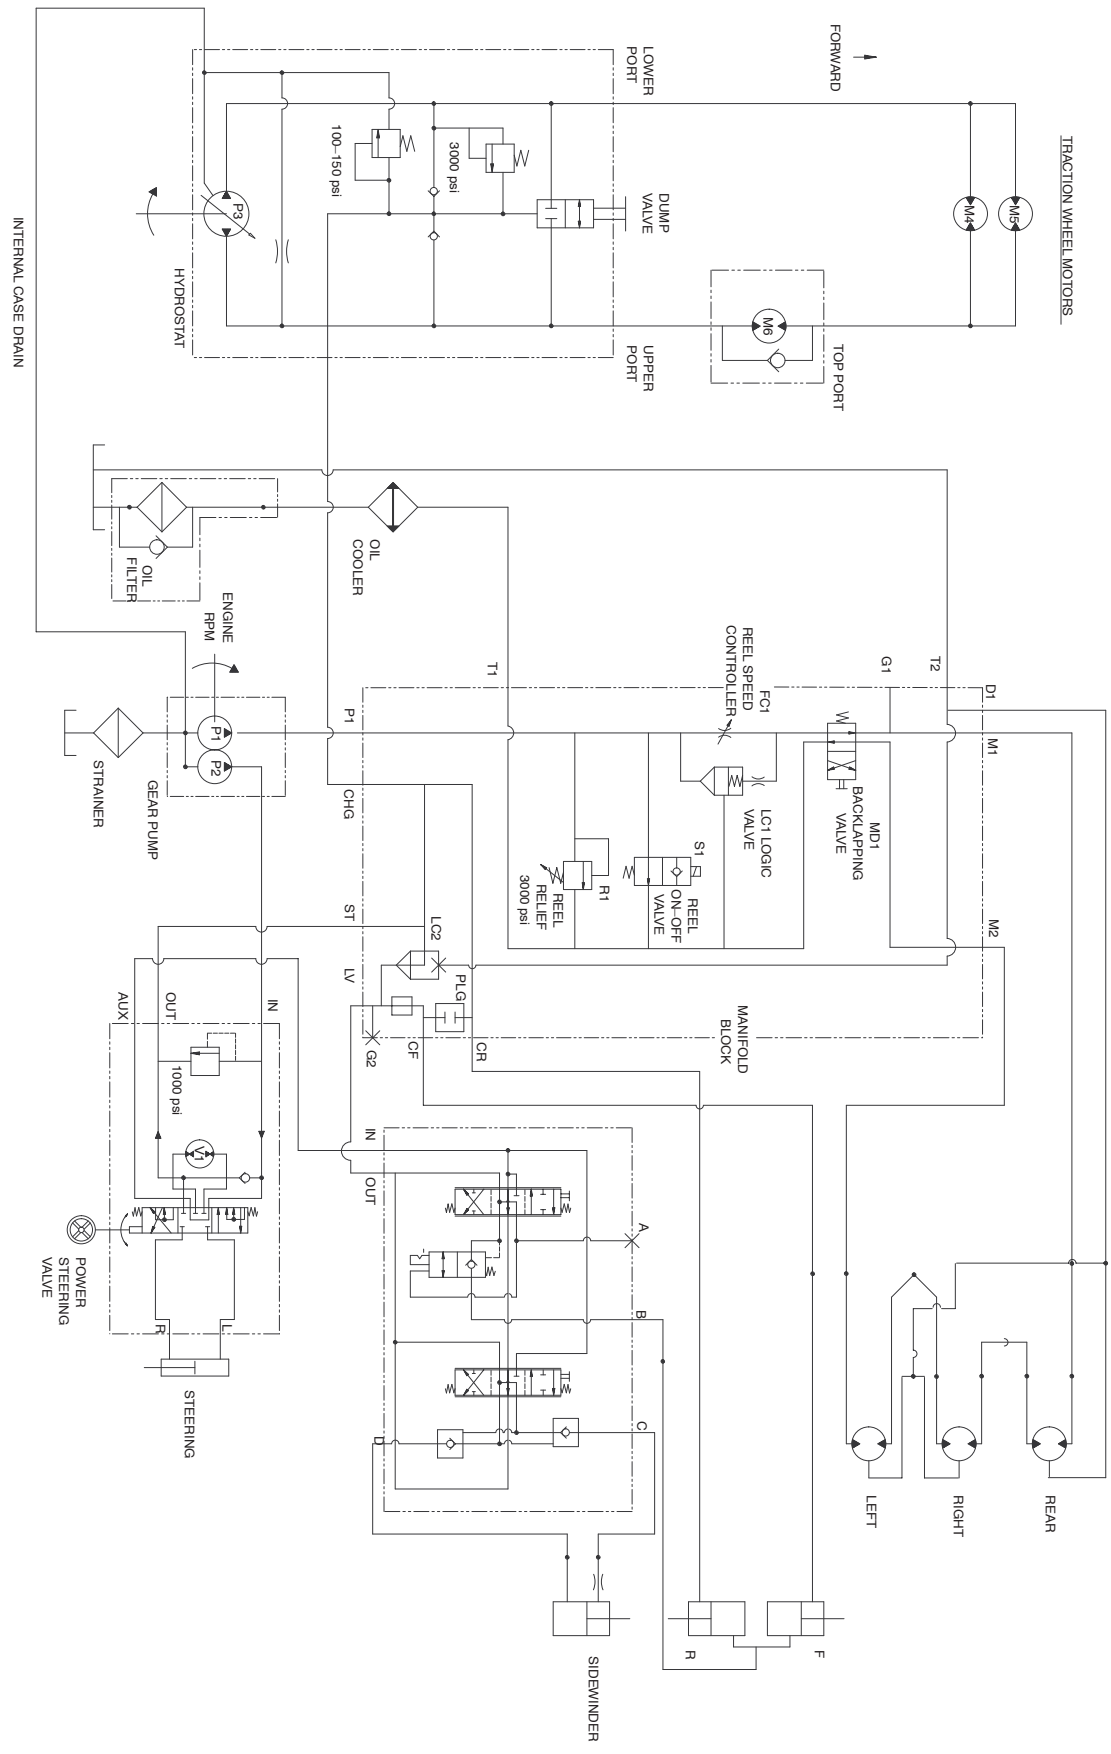 TRACTION WHEEL MOTORS
FORWARD
M5
M4
LOWER
PORT
DUMP
VALVE
3000 psi
100–150 psi
P3
HYDROSTAT
UPPER
PORT
M6
TOP PORT
INTERNAL CASE DRAIN
OIL
COOLER
OIL
FILTER
ENGINE
RPM
P1
P2
GEAR PUMP
STRAINER
D1
T2
G1
T1
P1
CHG
ST
LV
M1
M2
FC1
REEL SPEED
CONTROLLER
MD1
BACKLAPPING
VALVE
LC1 LOGIC
VALVE
S1
REEL
ON–OFF
VALVE
R1
REEL
RELIEF
3000 psi
LC2
PLG
MANIFOLD
BLOCK
CR
CF
G2
IN
OUT
AUX
1000 psi
V1
POWER
STEERING
VALVE
R
L
STEERING
IN
OUT
A
B
C
D
REAR
RIGHT
LEFT
F
R
SIDEWINDER